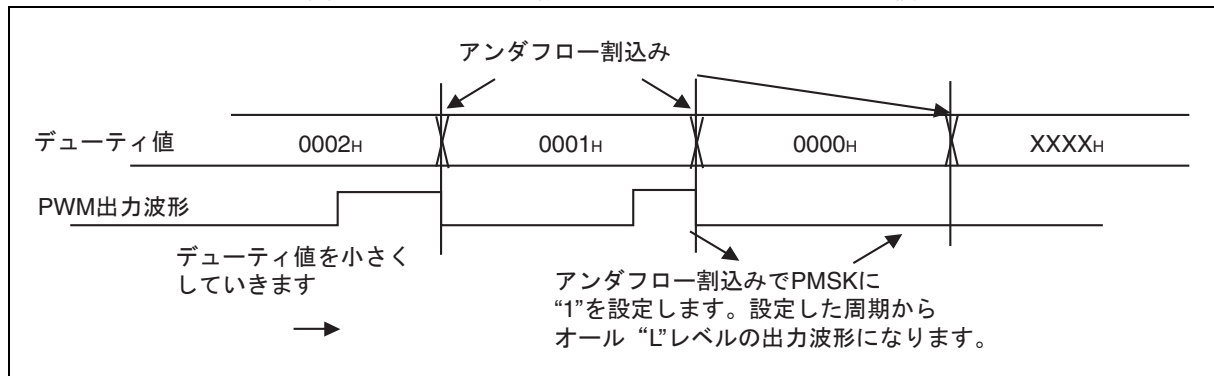 アンダフロー割込み
デューティ値 0002H 0001H 0000H XXXXH
PWM出力波形
デューティ値を小さく
していきます
アンダフロー割込みでPMSKに
“1”を設定します。設定した周期から
オール “L”レベルの出力波形になります。